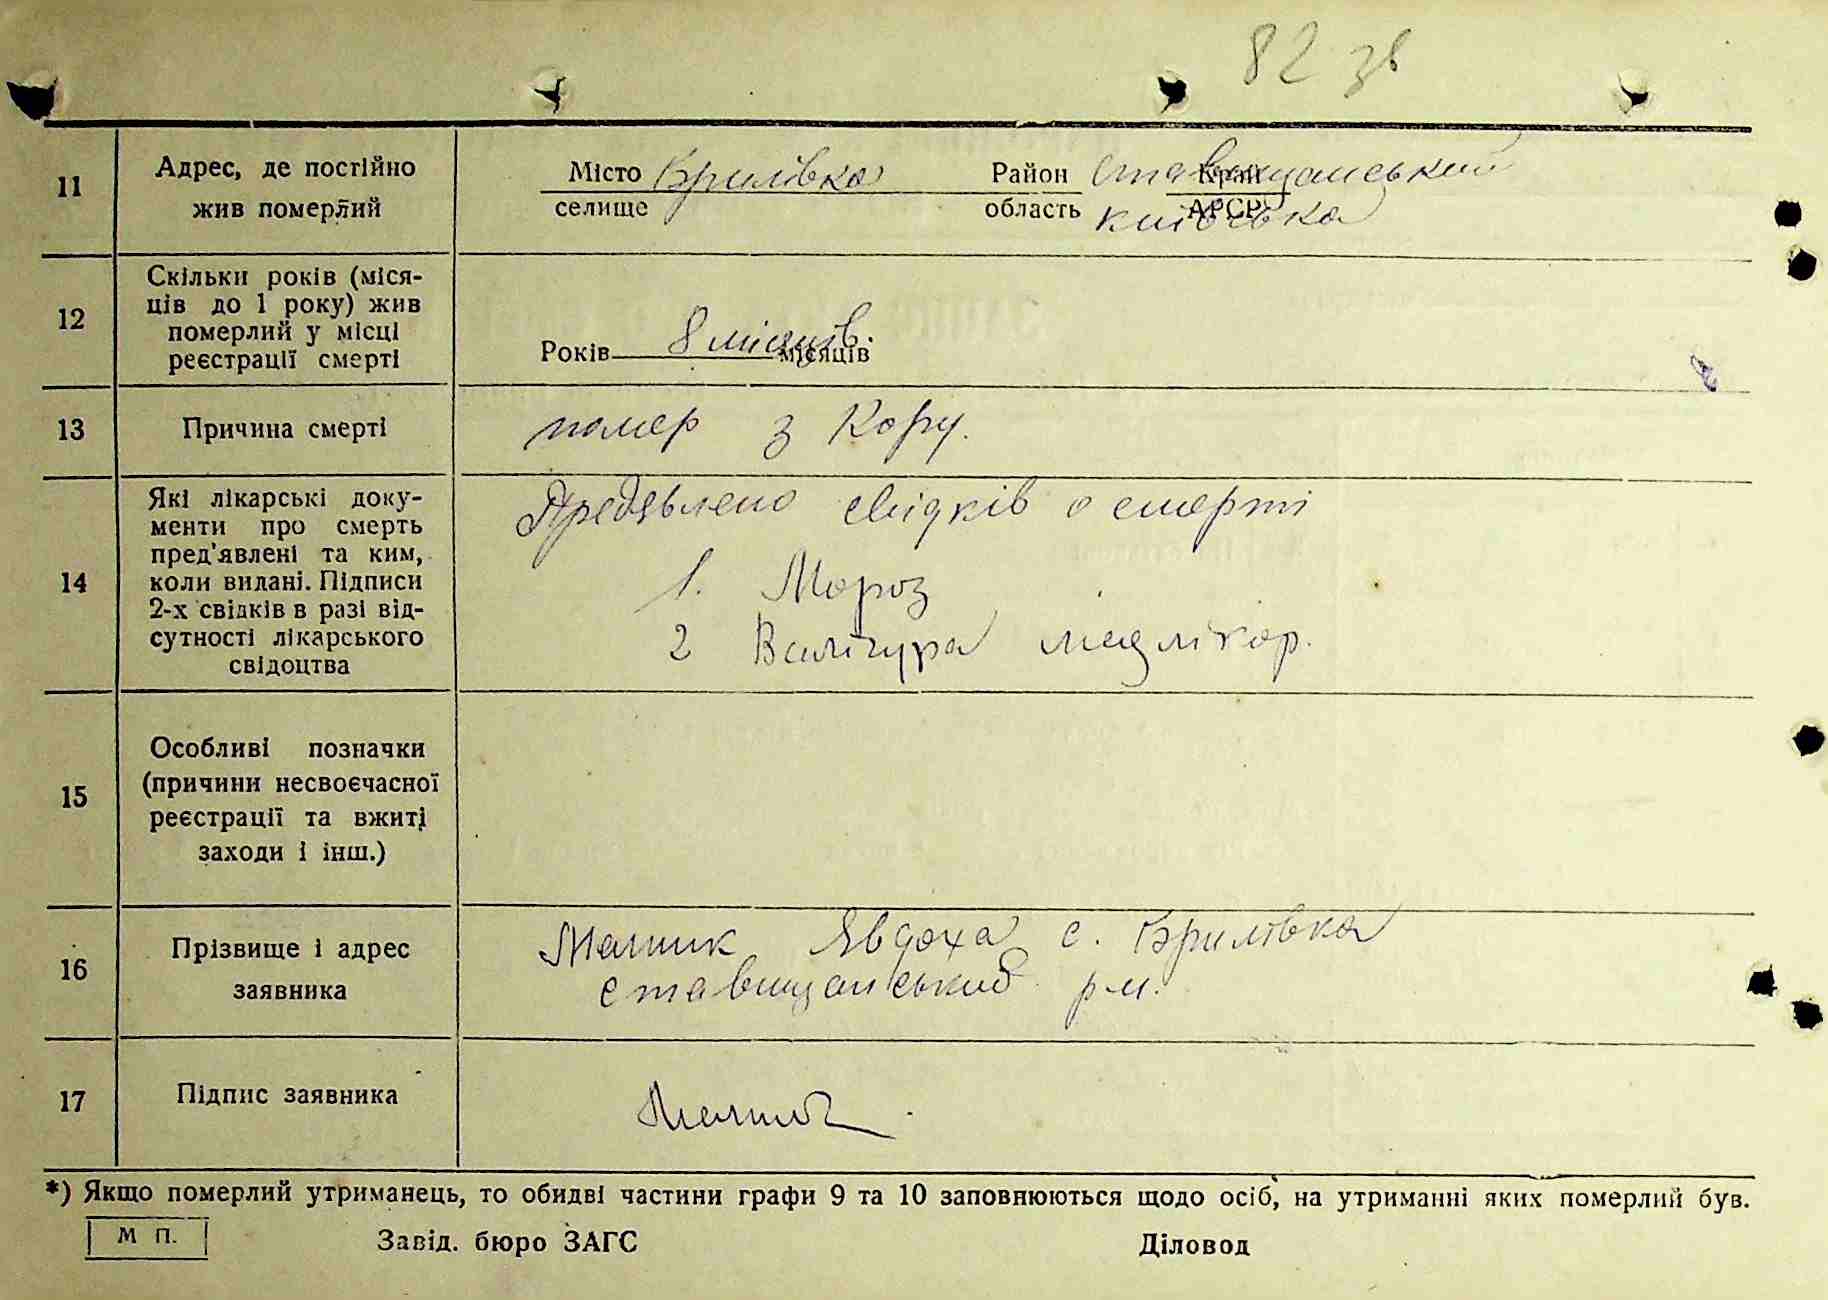 82 зв
11
Адрес, де постійно
жив померлий
Місто Брилівка Район Ставищанський Край
селище область Київська АРСР
12
Скільки років (міся-
ців до 1 року) жив
померлий у місці
реєстрації смерті
Років 8 місяців. місяців
13
Причина смерті
помер з Кору.
14
Які лікарські доку-
менти про смерть
пред'явлені та ким,
коли видані. Підписи
2-х свідків в разі від-
сутності лікарського
свідоцтва
Предявлено свідків о смерті
1. Мороз
2 Валігура
15
Особливі позначки
(причини несвоєчасної
реєстрації та вжиті
заходи і інш.)
16
Прізвище і адрес
заявника
Явдоха с. Брилівка
Ставищанський р-н.
17
Підпис заявника
*) Якщо померлий утриманець, то обидві частини графи 9 та 10 заповнюються щодо осіб, на утриманні яких померлий був.
М П.
Завід. бюро ЗАГС
Діловод